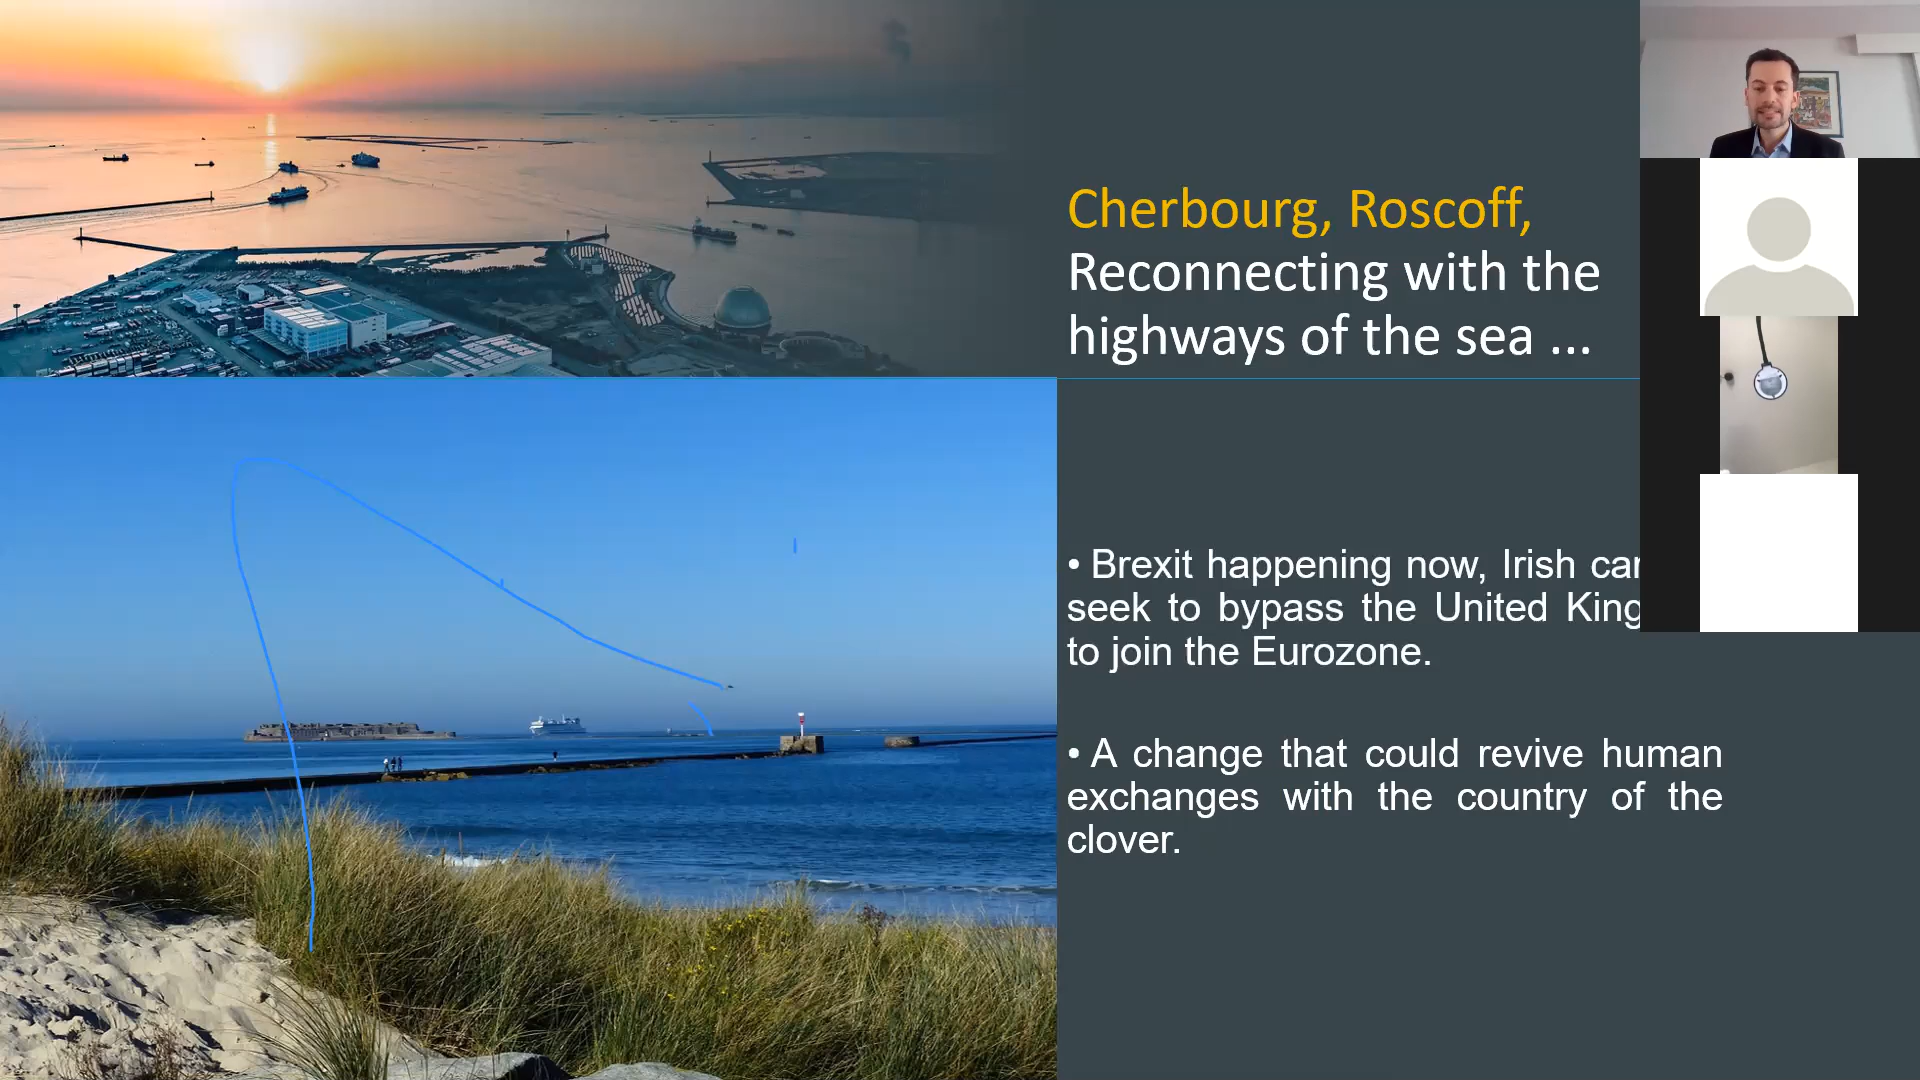 Cherbourg, Roscoff,
Reconnecting with the
highways of the sea ...
• Brexit happening now, Irish
seek to bypass the United
to join the Eurozone.
• A change that could revive human
exchanges with the country of the
clover.